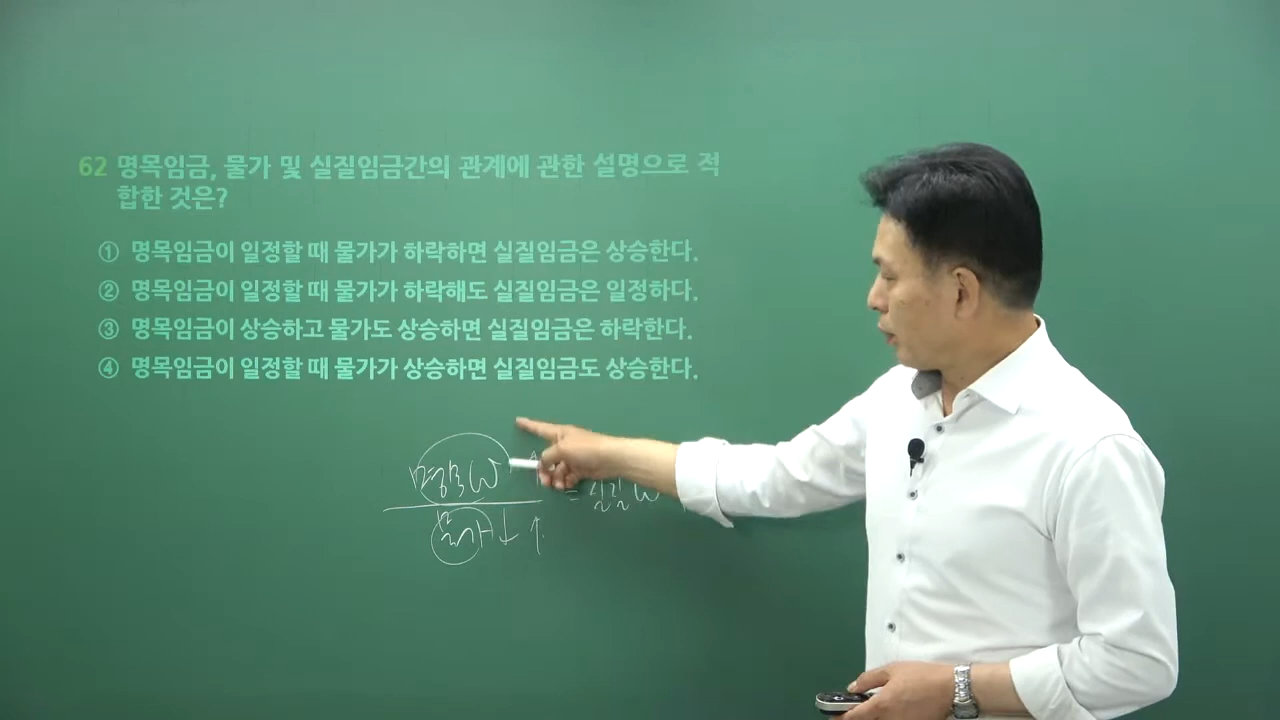 62 명목임금, 물가 및 실질임금간의 관계에 관한 설명으로 적
합한 것은?
① 명목임금이 일정할 때 물가가 하락하면 실질임금은 상승한다.
② 명목임금이 일정할 때 물가가 하락해도 실질임금은 일정하다.
③ 명목임금이 상승하고 물가도 상승하면 실질임금은 하락한다.
④ 명목임금이 일정할 때 물가가 상승하면 실질임금도 상승한다.
명목W ↑
= 실질 W
물가↓ ↑